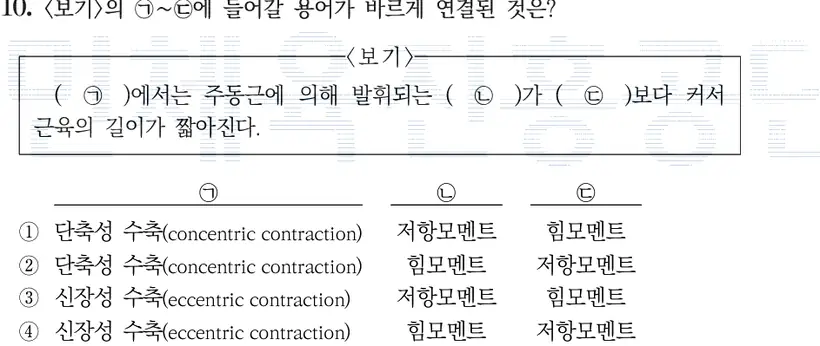 10. <보기>의 ㉠~㉢에 들어갈 용어가 바르게 연결된 것은?
<보기>
( ㉠ )에서는 주동근에 의해 발휘되는 ( ㉡ )가 ( ㉢ )보다 커서
근육의 길이가 짧아진다.
㉠ ㉡ ㉢
① 단축성 수축(concentric contraction) 저항모멘트 힘모멘트
② 단축성 수축(concentric contraction) 힘모멘트 저항모멘트
③ 신장성 수축(eccentric contraction) 저항모멘트 힘모멘트
④ 신장성 수축(eccentric contraction) 힘모멘트 저항모멘트